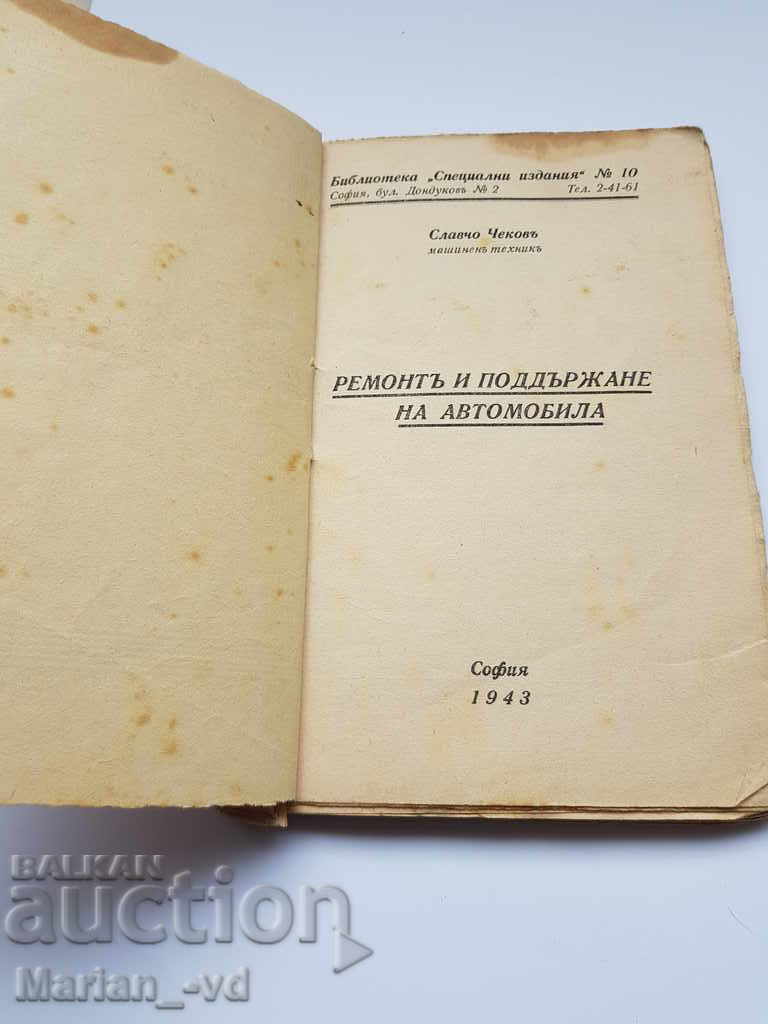 Библиотека „Специални издания“ № 10
София, бул. Дондуковъ № 2 Тел. 2-41-61
Славчо Чековъ
машиненъ техникъ
РЕМОНТЪ И ПОДДЪРЖАНЕ
НА АВТОМОБИЛА
София
1943
BALKAN
auction
Marian_-vd